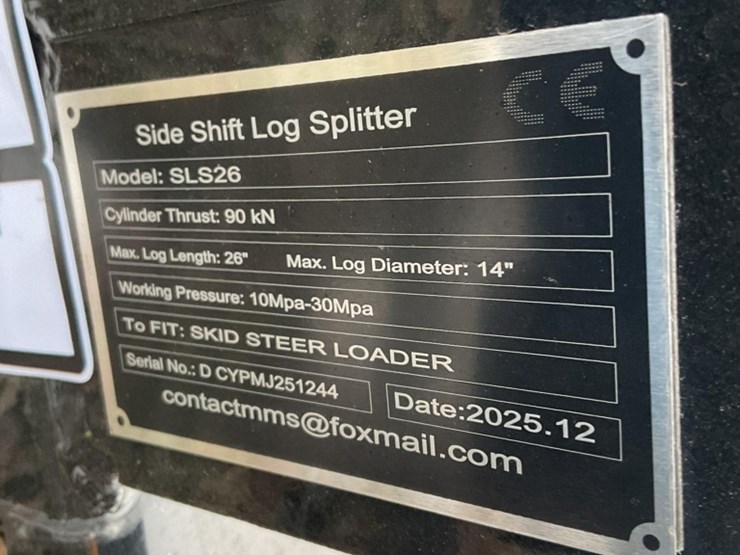 CE
Side Shift Log Splitter
Model: SLS26
Cylinder Thrust: 90 kN
Max. Log Length: 26" Max. Log Diameter: 14"
Working Pressure: 10Mpa-30Mpa
To FIT: SKID STEER LOADER
Serial No.: D CYPMJ251244 Date:2025.12
contactmms@foxmail.com